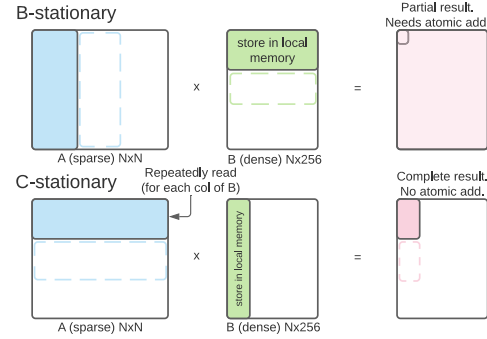 B-stationary
Partial result.
Needs atomic add.
store in local
memory
x
=
A (sparse) NxN
B (dense) Nx256
C-stationary
Repeatedly read
(for each col of B)
Complete result.
No atomic add.
store in local memory
x
=
A (sparse) NxN
B (dense) Nx256